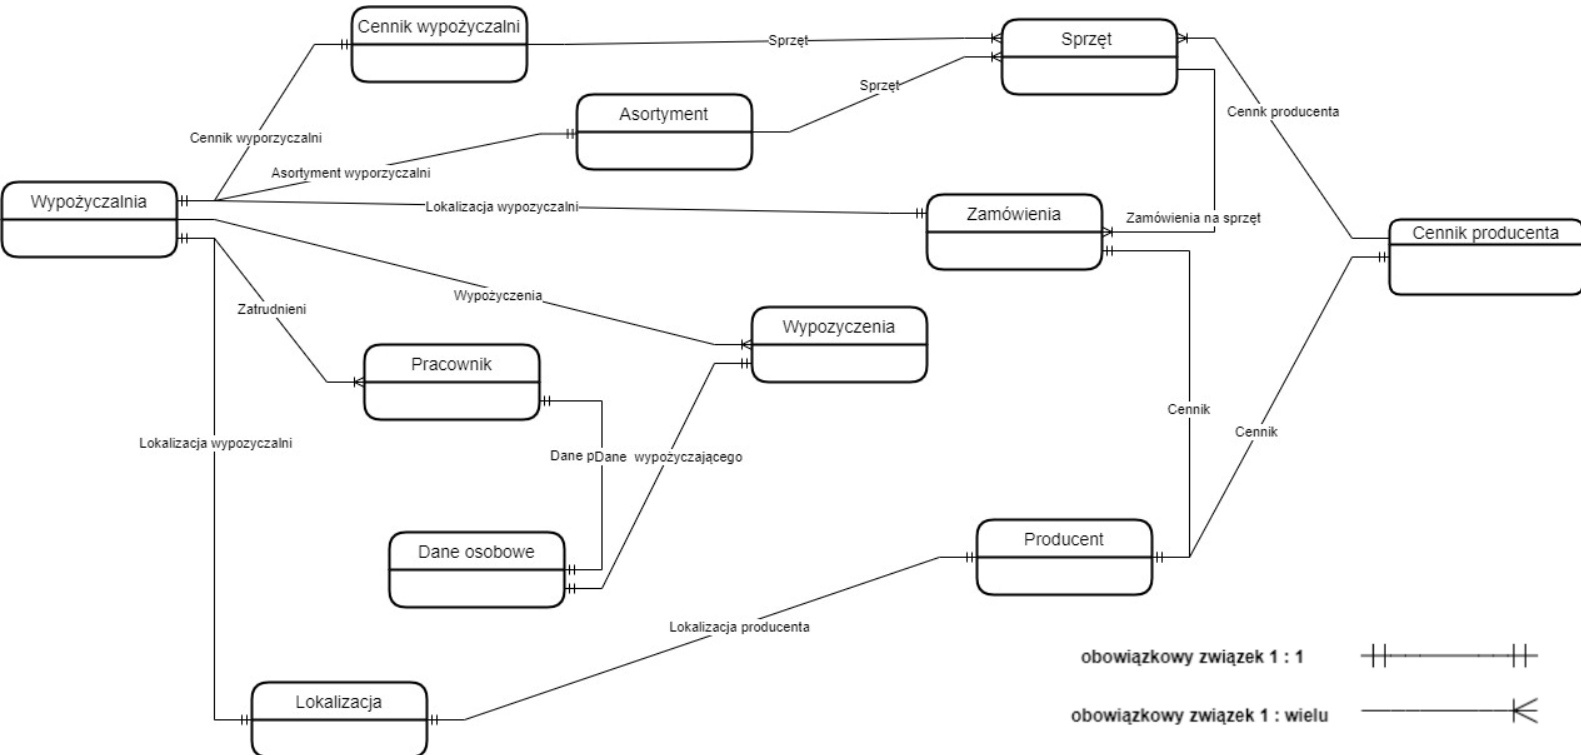 Cennik wypożyczalni
Sprzęt
Sprzęt
Sprzęt
Asortyment
Cennk producenta
Cennik wyporzyczalni
Asortyment wyporzyczalni
Wypożyczalnia
Lokalizacja wypozyczalni
Zamówienia
Zamówienia na sprzęt
Cennik producenta
Wypożyczenia
Zatrudnieni
Wypozyczenia
Pracownik
Cennik
Cennik
Lokalizacja wypozyczalni
Dane pDane wypożyczającego
Dane osobowe
Producent
Lokalizacja producenta
Lokalizacja
obowiązkowy związek 1 : 1
obowiązkowy związek 1 : wielu